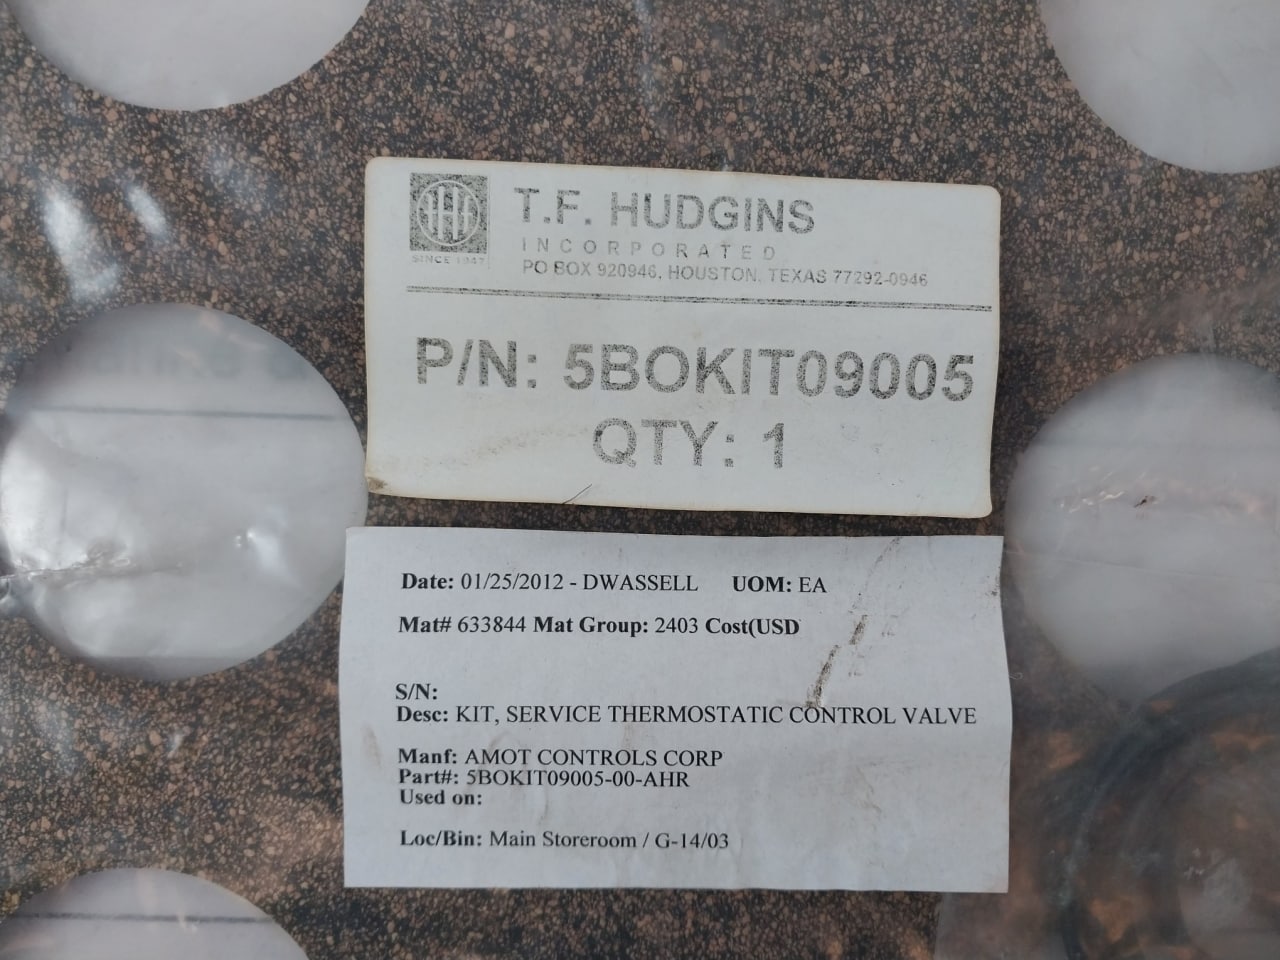 T.F. HUDGINS
INCORPORATED
SINCE 1947
PO BOX 920946, HOUSTON, TEXAS 77292-0946
P/N: 5BOKIT09005
QTY: 1
Date: 01/25/2012 - DWASSELL UOM: EA
Mat# 633844 Mat Group: 2403 Cost(USD
S/N:
Desc: KIT, SERVICE THERMOSTATIC CONTROL VALVE
Manf: AMOT CONTROLS CORP
Part#: 5BOKIT09005-00-AHR
Used on:
Loc/Bin: Main Storeroom / G-14/03